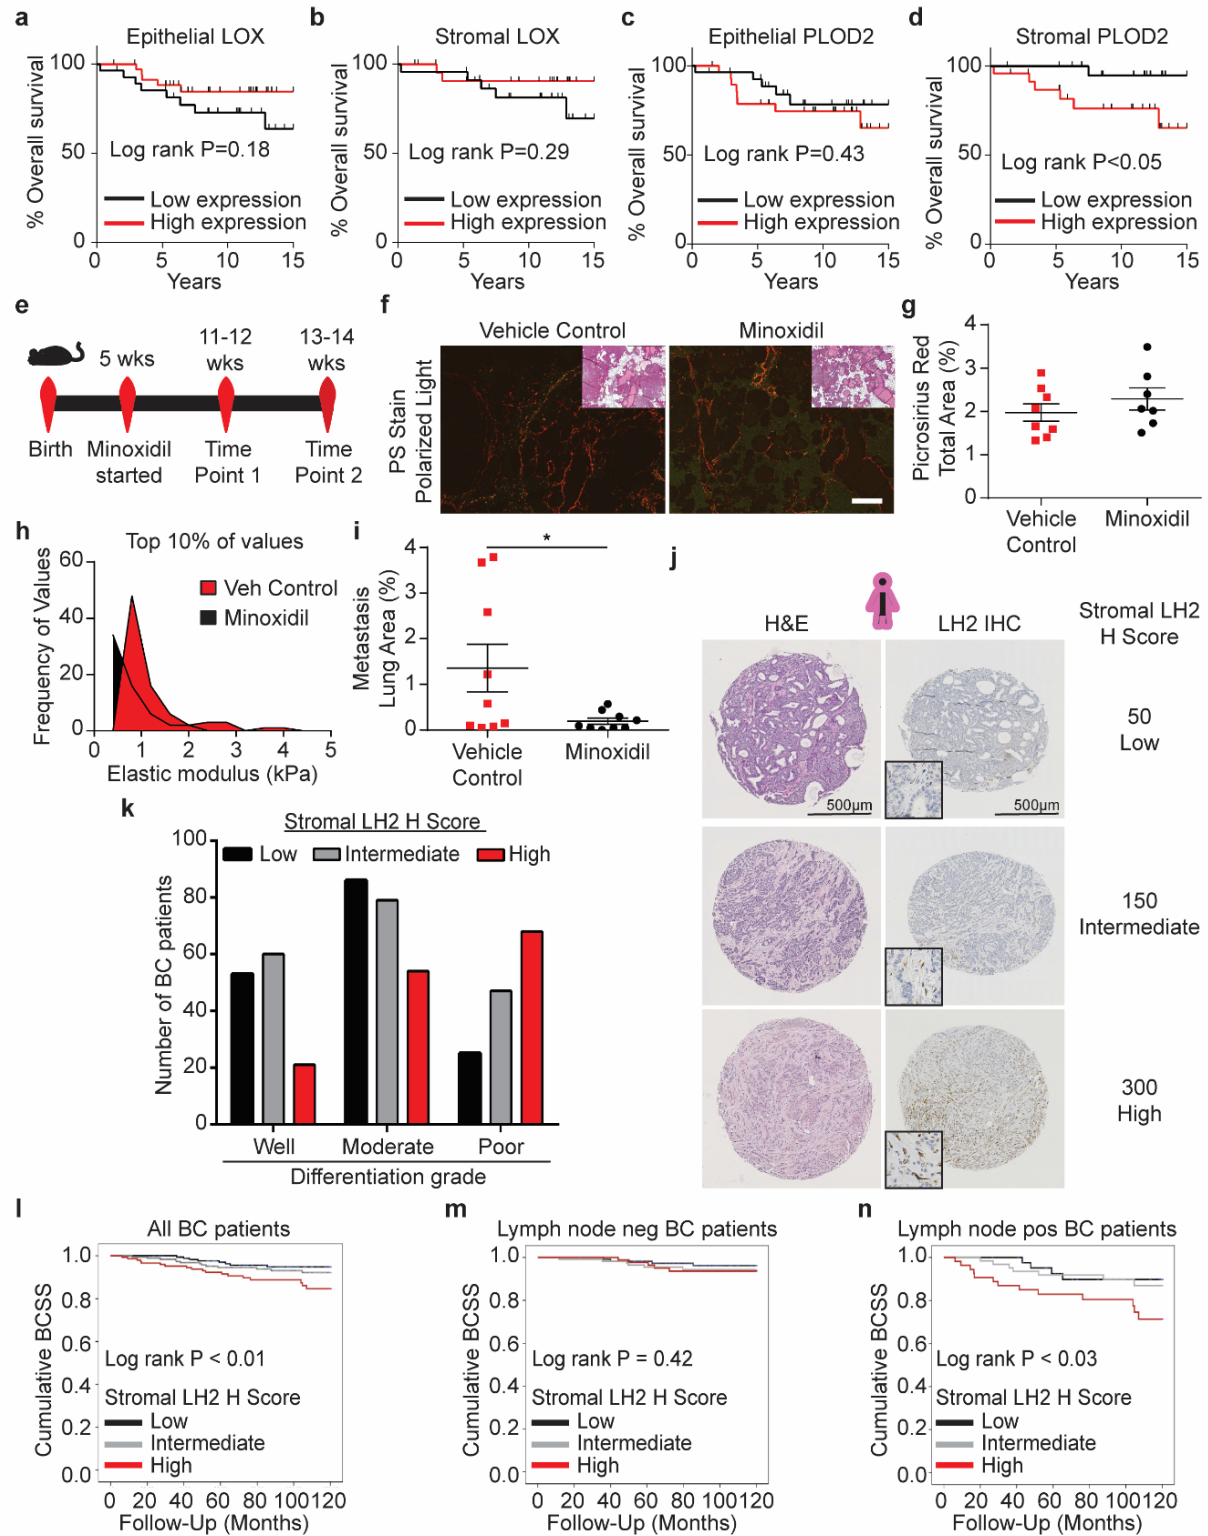 a
Epithelial LOX
100
50
0
% Overall survival
Log rank P=0.18
Low expression
High expression
0 5 10 15
Years
b
Stromal LOX
100
50
0
% Overall survival
Log rank P=0.29
Low expression
High expression
0 5 10 15
Years
c
Epithelial PLOD2
100
50
0
% Overall survival
Log rank P=0.43
Low expression
High expression
0 5 10 15
Years
d
Stromal PLOD2
100
50
0
% Overall survival
Log rank P<0.05
Low expression
High expression
0 5 10 15
Years
e
5 wks
11-12
wks
13-14
wks
Birth
Minoxidil
started
Time
Point 1
Time
Point 2
f
Vehicle Control
Minoxidil
PS Stain
Polarized Light
g
Picrosirius Red
Total Area (%)
4
3
2
1
0
Vehicle
Control
Minoxidil
h
Top 10% of values
Frequency of Values
60
40
20
0
Veh Control
Minoxidil
0 1 2 3 4 5
Elastic modulus (kPa)
i
Metastasis
Lung Area (%)
4
3
2
1
0
*
Vehicle
Control
Minoxidil
j
H&E
LH2 IHC
Stromal LH2
H Score
500µm
500µm
50
Low
150
Intermediate
300
High
k
Stromal LH2 H Score
Low Intermediate High
Number of BC patients
100
80
60
40
20
0
Well Moderate Poor
Differentiation grade
l
All BC patients
Cumulative BCSS
1.0
0.8
0.6
0.4
0.2
0.0
Log rank P < 0.01
Stromal LH2 H Score
Low
Intermediate
High
0 20 40 60 80 100 120
Follow-Up (Months)
m
Lymph node neg BC patients
Cumulative BCSS
1.0
0.8
0.6
0.4
0.2
0.0
Log rank P = 0.42
Stromal LH2 H Score
Low
Intermediate
High
0 20 40 60 80 100 120
Follow-Up (Months)
n
Lymph node pos BC patients
Cumulative BCSS
1.0
0.8
0.6
0.4
0.2
0.0
Log rank P < 0.03
Stromal LH2 H Score
Low
Intermediate
High
0 20 40 60 80 100 120
Follow-Up (Months)